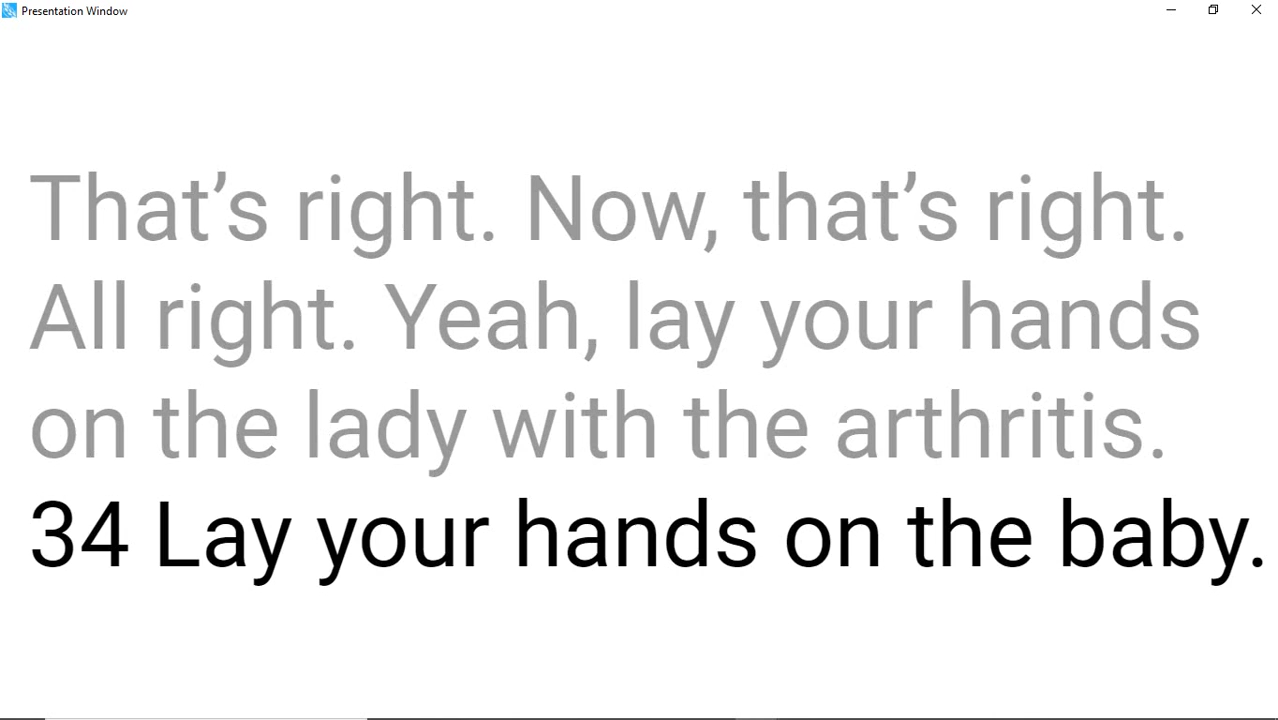 Presentation Window
That’s right. Now, that’s right.
All right. Yeah, lay your hands
on the lady with the arthritis.
34 Lay your hands on the baby.